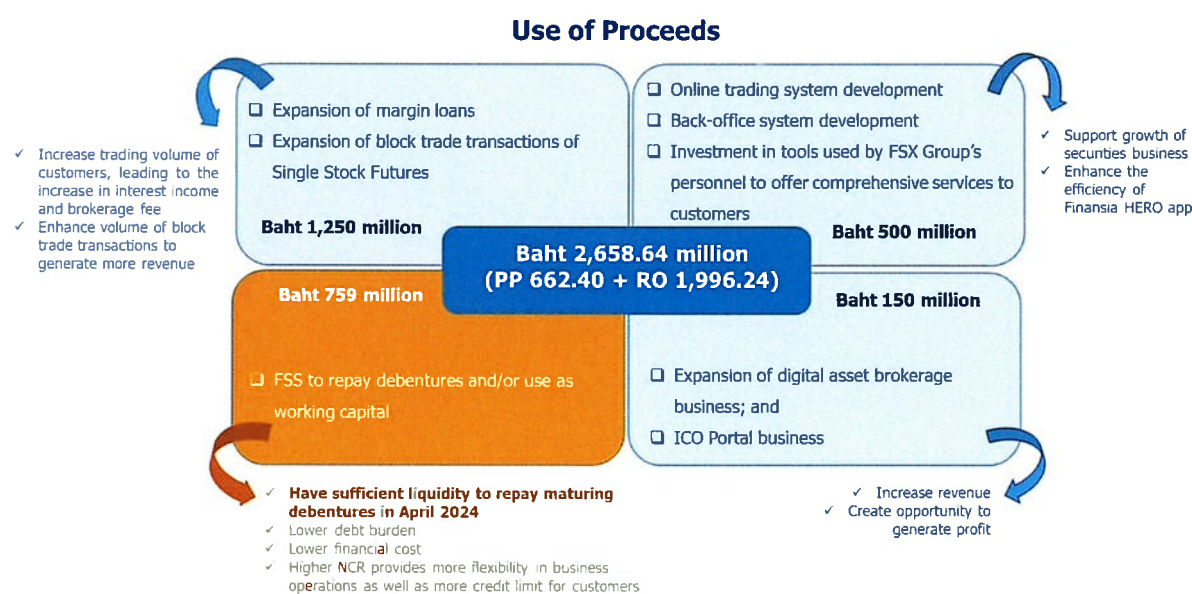 Use of Proceeds
❑ Expansion of margin loans
❑ Expansion of block trade transactions of
Single Stock Futures
Baht 1,250 million
✓ Increase trading volume of
customers, leading to the
increase in interest income
and brokerage fee
✓ Enhance volume of block
trade transactions to
generate more revenue
❑ Online trading system development
❑ Back-office system development
❑ Investment in tools used by FSX Group's
personnel to offer comprehensive services to
customers
Baht 500 million
✓ Support growth of
securties business
✓ Enhance the
efficiency of
Finansia HERO app
Baht 2,658.64 million
(PP 662.40 + RO 1,996.24)
Baht 759 million
❑ FSS to repay debentures and/or use as
working capital
✓ Have sufficient liquidity to repay maturing
debentures in April 2024
✓ Lower debt burden
✓ Lower financial cost
✓ Higher NCR provides more flexibility in business
operations as well as more credit limit for customers
Baht 150 million
❑ Expansion of digital asset brokerage
business; and
❑ ICO Portal business
✓ Increase revenue
✓ Create opportunity to
generate profit